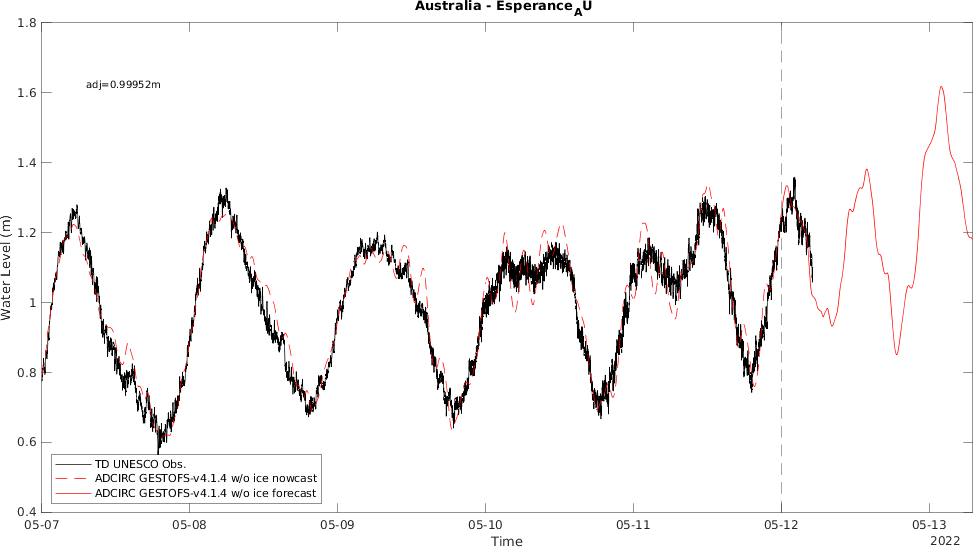 Australia - Esperance_AU
adj=0.99952m
1.8
1.6
1.4
1.2
1
0.8
0.6
0.4
Water Level (m)
TD UNESCO Obs.
ADCIRC GESTOFS-v4.1.4 w/o ice nowcast
ADCIRC GESTOFS-v4.1.4 w/o ice forecast
05-07 05-08 05-09 05-10 05-11 05-12 05-13
Time
2022